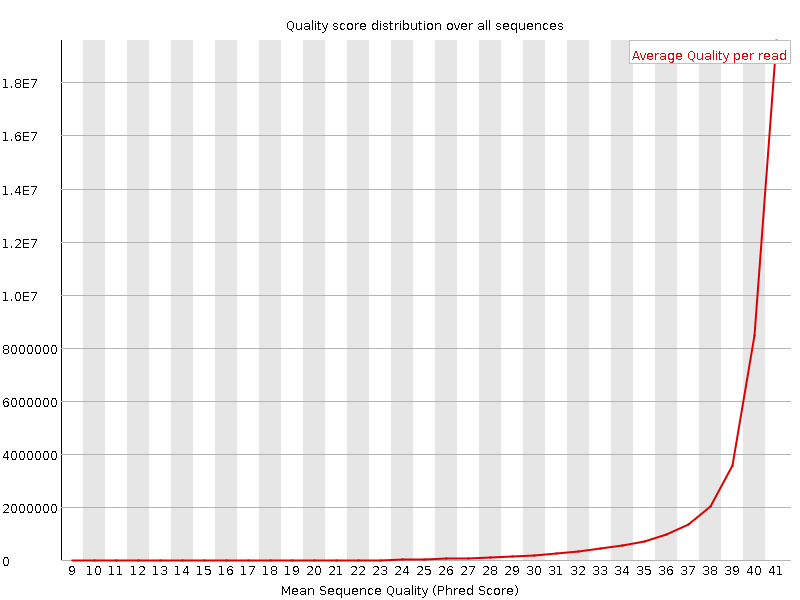 Quality score distribution over all sequences
Average Quality per read
1.8E7
1.6E7
1.4E7
1.2E7
1.0E7
8000000
6000000
4000000
2000000
0
9 10 11 12 13 14 15 16 17 18 19 20 21 22 23 24 25 26 27 28 29 30 31 32 33 34 35 36 37 38 39 40 41
Mean Sequence Quality (Phred Score)